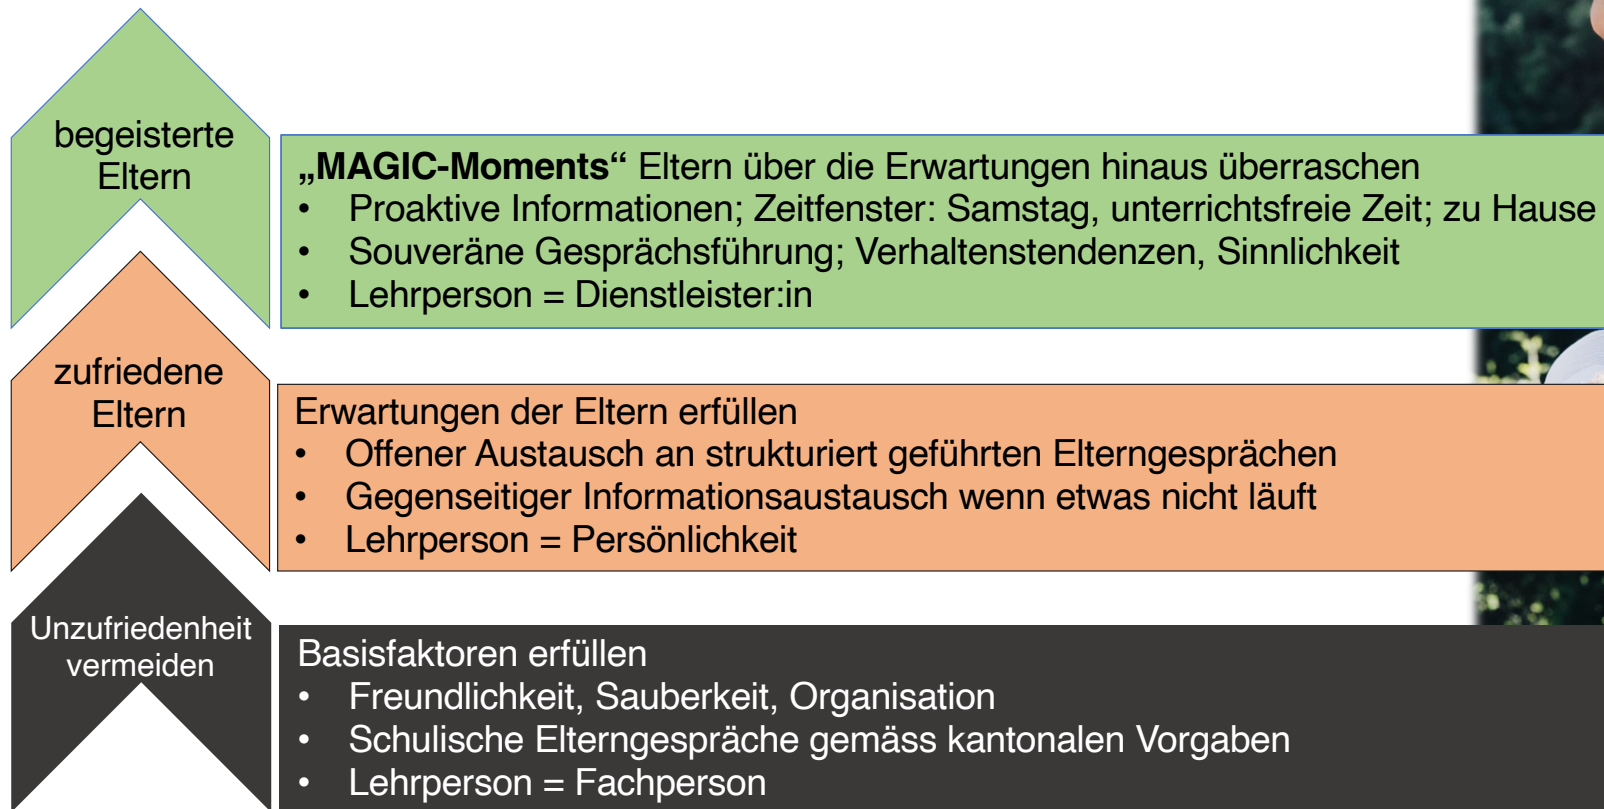 begeisterte
Eltern
„MAGIC-Moments“ Eltern über die Erwartungen hinaus überraschen
• Proaktive Informationen; Zeitfenster: Samstag, unterrichtsfreie Zeit; zu Hause
• Souveräne Gesprächsführung; Verhaltenstendenzen, Sinnlichkeit
• Lehrperson = Dienstleister:in
zufriedene
Eltern
Erwartungen der Eltern erfüllen
• Offener Austausch an strukturiert geführten Elterngesprächen
• Gegenseitiger Informationsaustausch wenn etwas nicht läuft
• Lehrperson = Persönlichkeit
Unzufriedenheit
vermeiden
Basisfaktoren erfüllen
• Freundlichkeit, Sauberkeit, Organisation
• Schulische Elterngespräche gemäss kantonalen Vorgaben
• Lehrperson = Fachperson